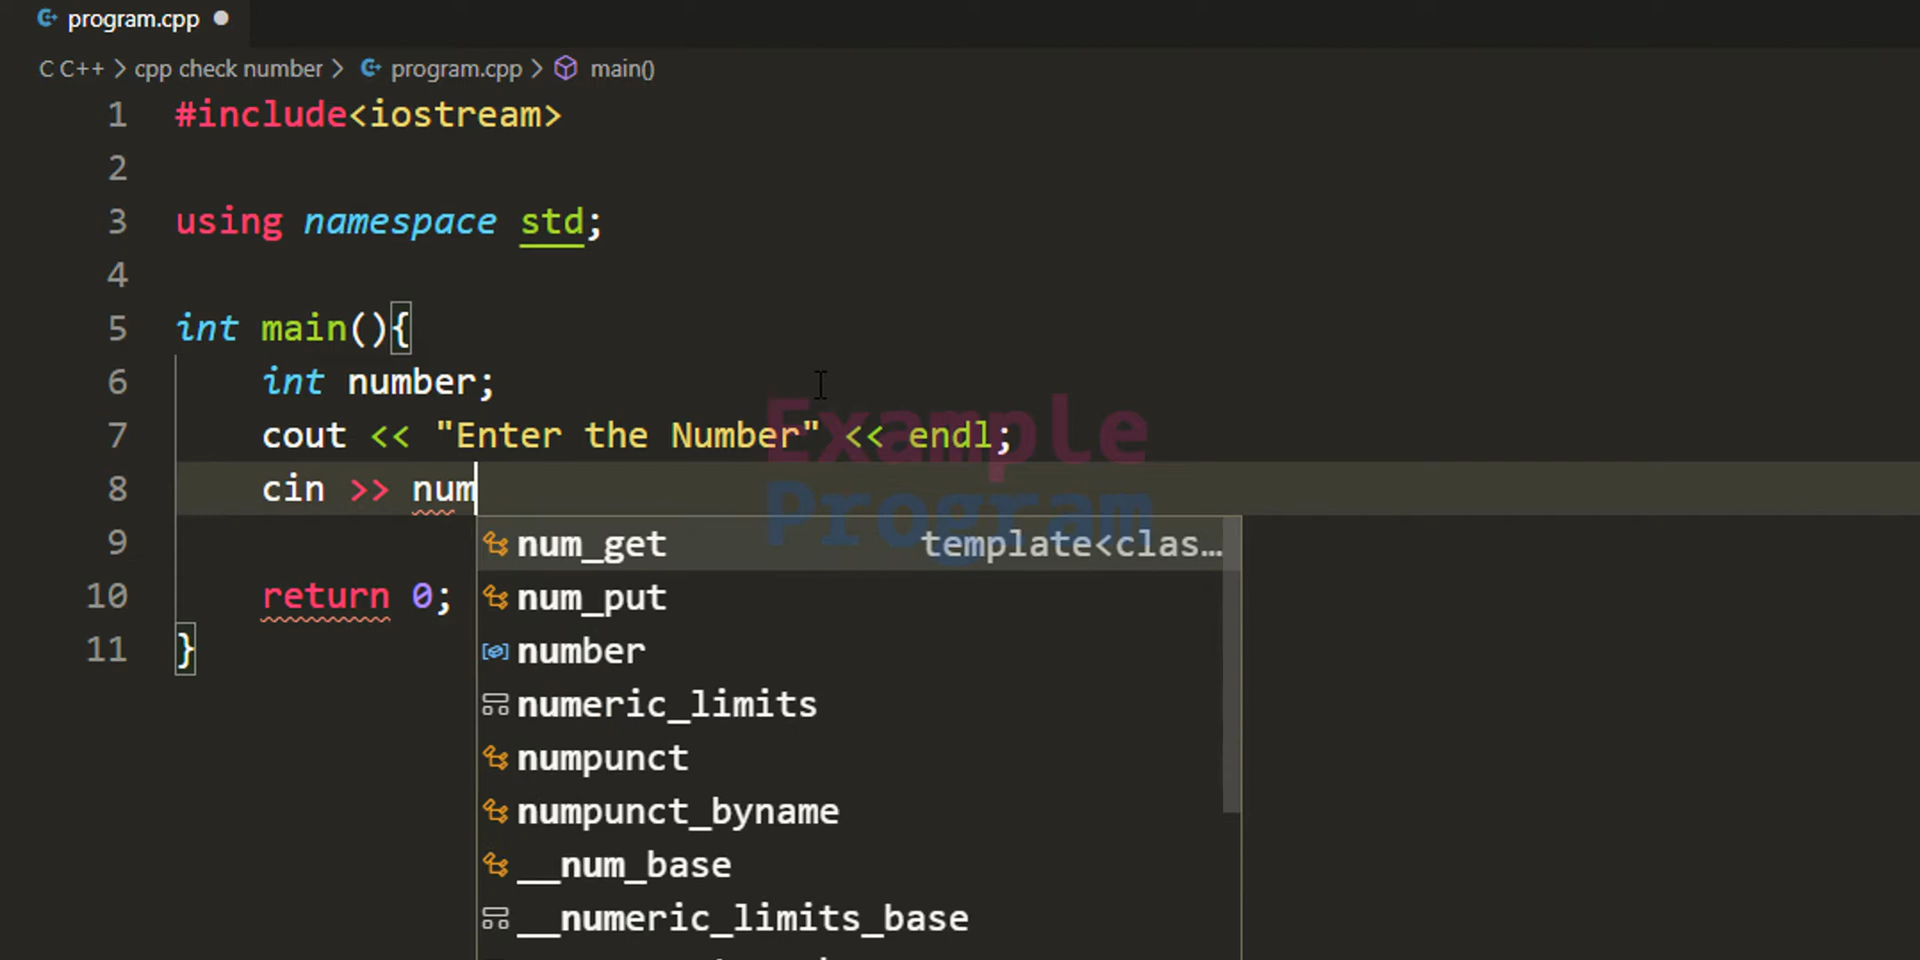 program.cpp
C C++ > cpp check number > program.cpp > main()
1 #include<iostream>
2
3 using namespace std;
4
5 int main(){
6 int number;
7 cout << "Enter the Number" << endl;
8 cin >> num
9
10 return 0;
11 }
num_get template<clas…
num_put
number
numeric_limits
numpunct
numpunct_byname
__num_base
__numeric_limits_base
Example
Program